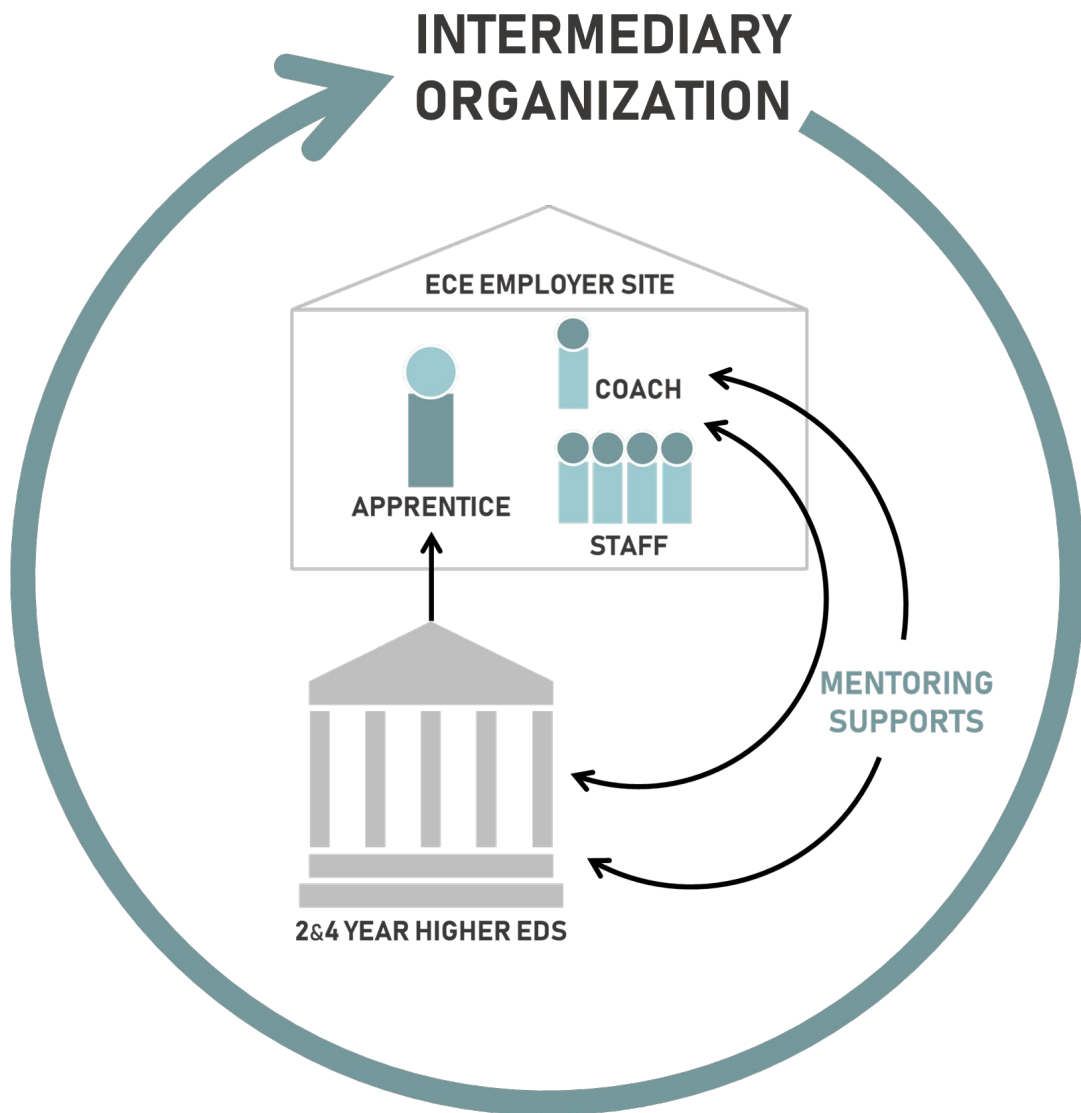 INTERMEDIARY
ORGANIZATION
ECE EMPLOYER SITE
COACH
APPRENTICE
STAFF
MENTORING
SUPPORTS
2&4 YEAR HIGHER EDS